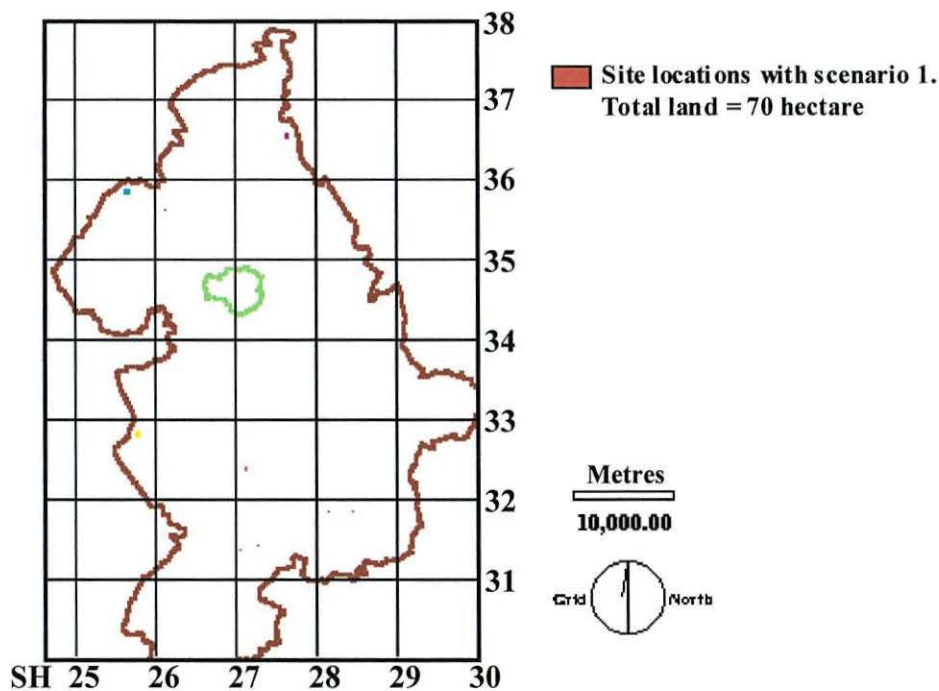 38
37
36
35
34
33
32
31
SH 25 26 27 28 29 30
Site locations with scenario 1.
Total land = 70 hectare
Metres
10,000.00
Grid North